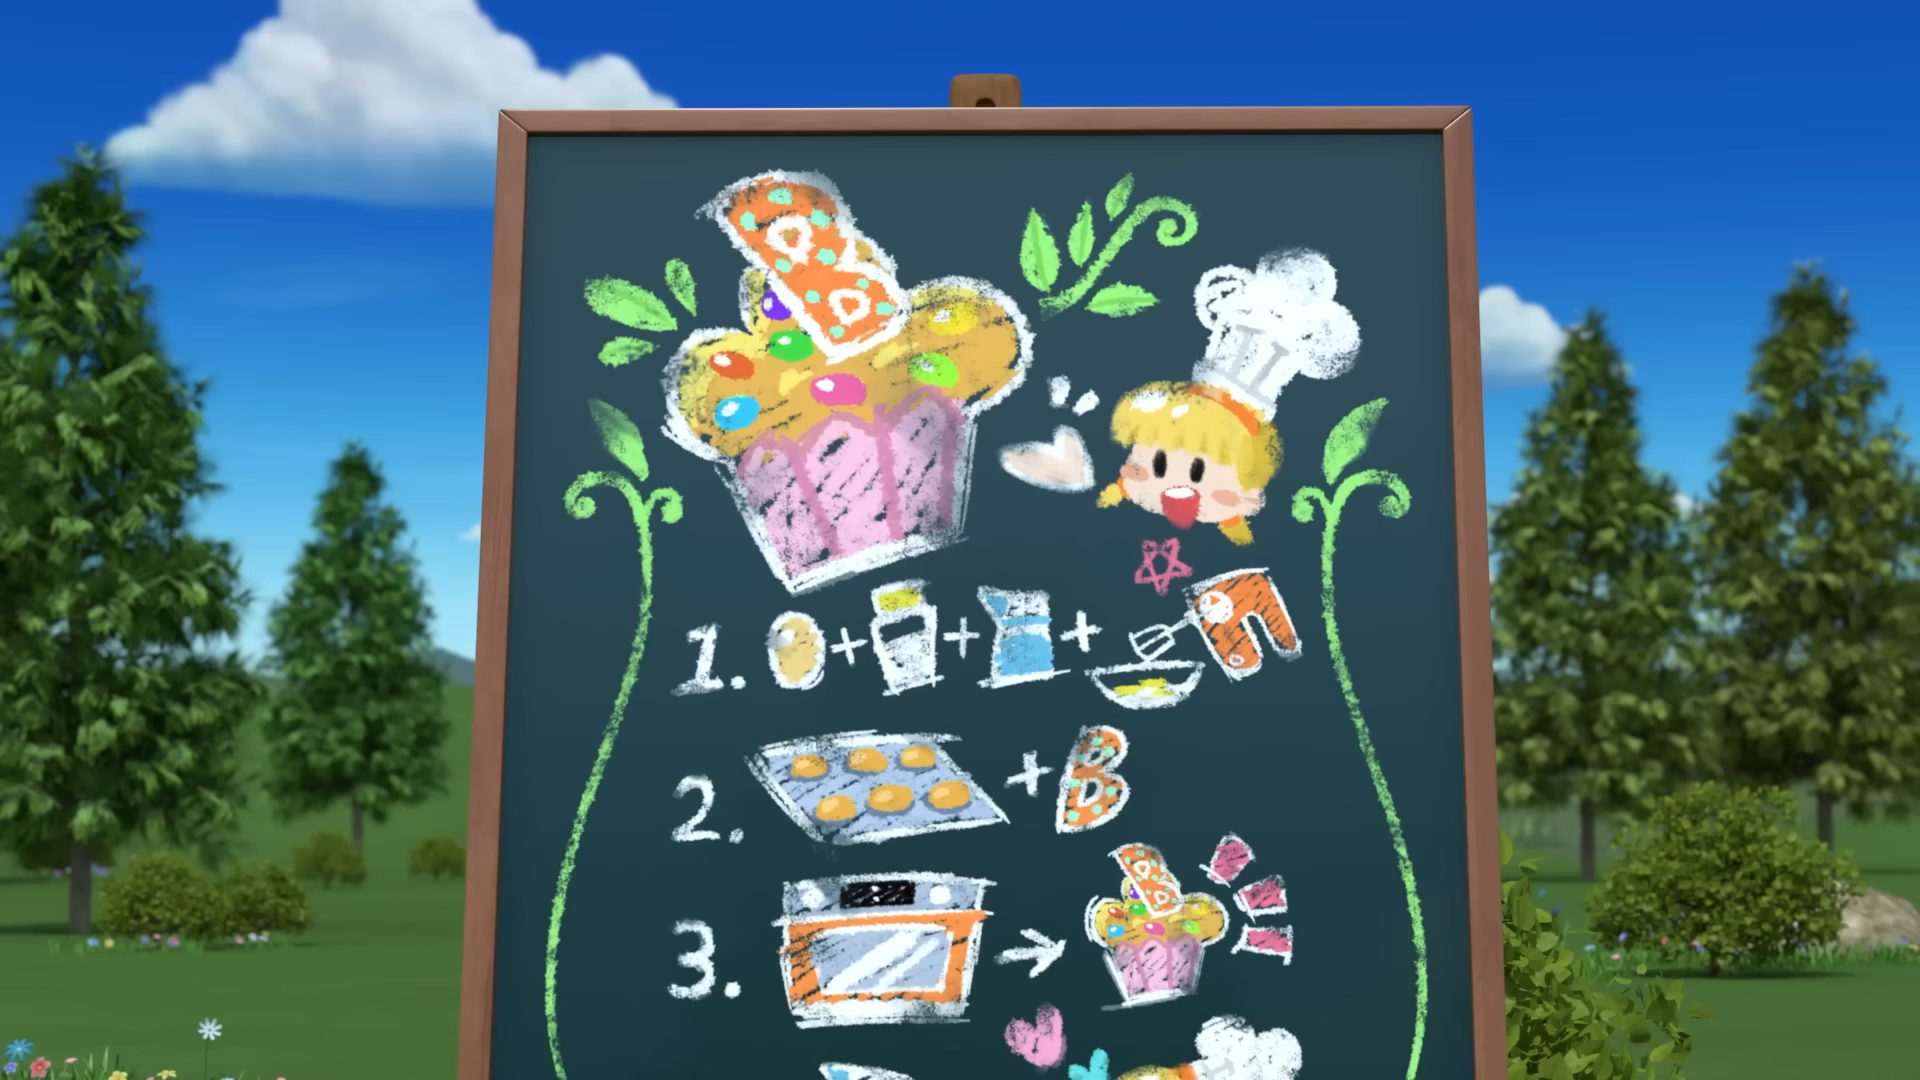 B
1. + + +
2. + B
3. →
B